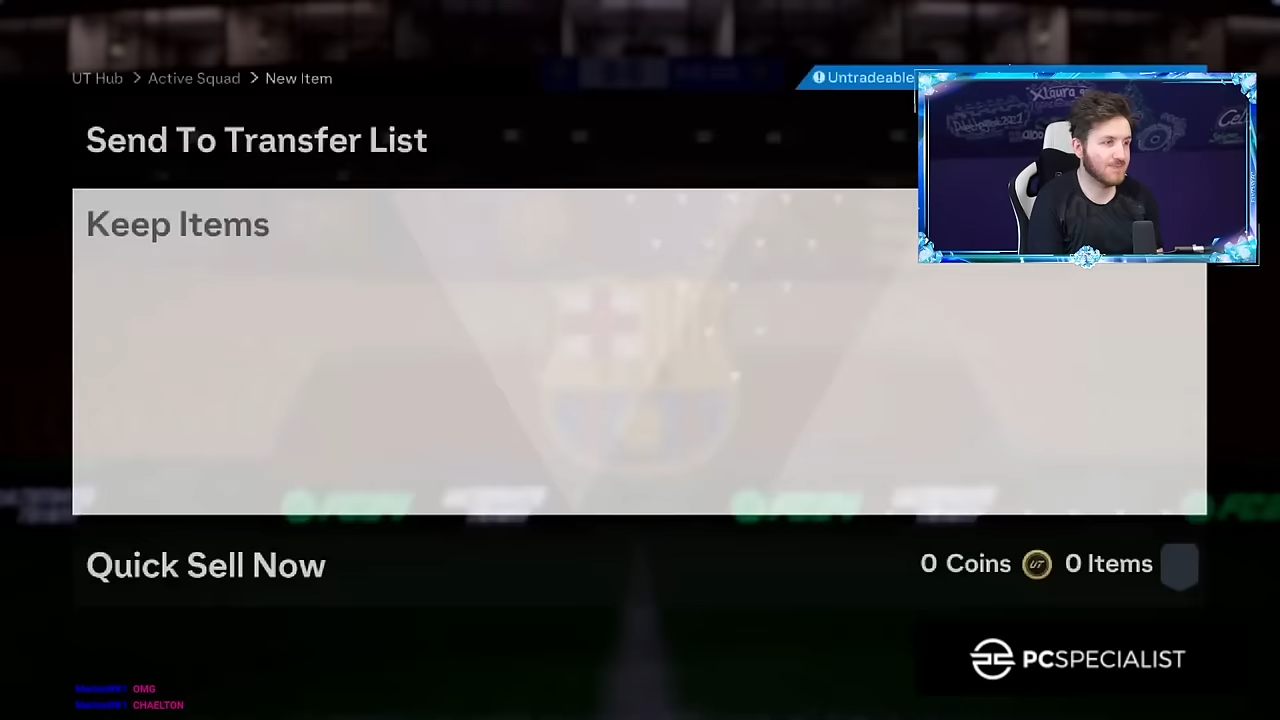 UT Hub > Active Squad > New Item
Untradeable
Send To Transfer List
Keep Items
Quick Sell Now
0 Coins UT 0 Items
PCSPECIALIST
OMG
CHAELTON